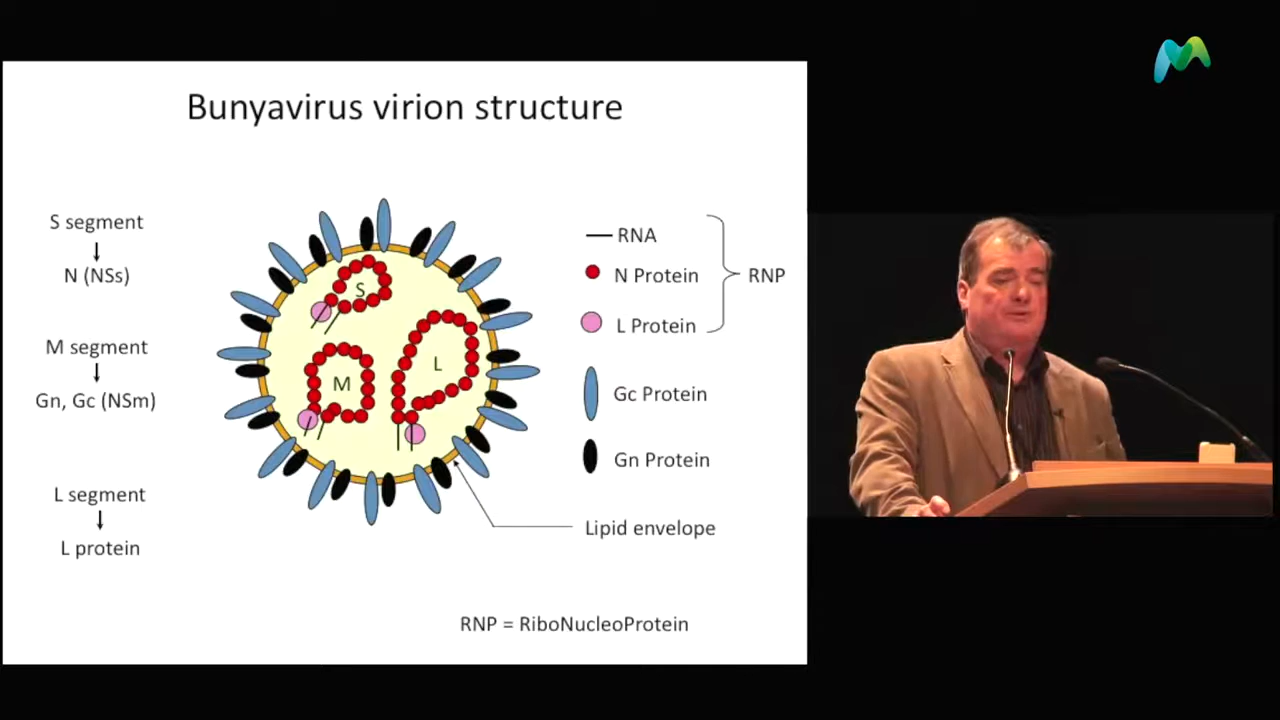 Bunyavirus virion structure
S segment
N (NSs)
M segment
Gn, Gc (NSm)
L segment
L protein
S
M
L
RNA
N Protein
L Protein
RNP
Gc Protein
Gn Protein
Lipid envelope
RNP = RiboNucleoProtein